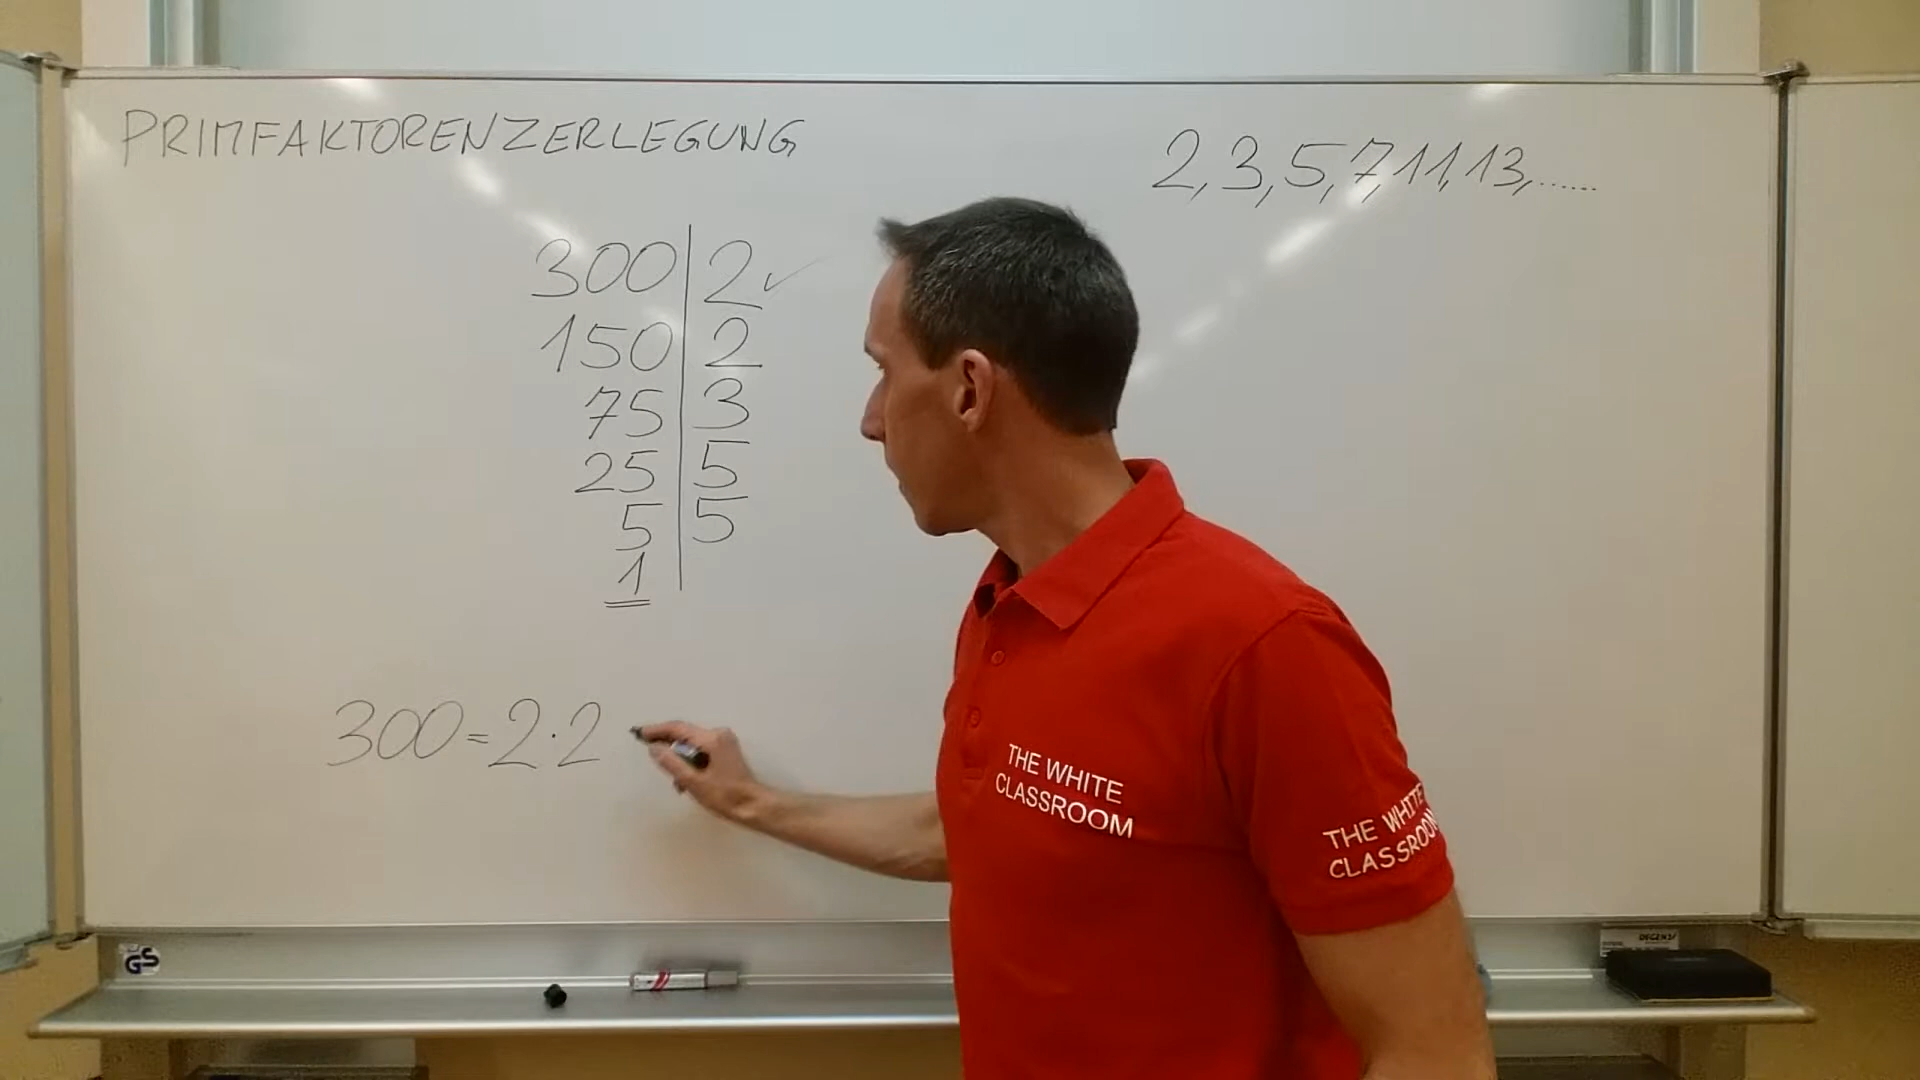 PRIMFAKTORENZERLEGUNG
2, 3, 5, 7, 11, 13, ......
300 | 2 ✓
150 | 2
75 | 3
25 | 5
5 | 5
1
300 = 2 · 2
THE WHITE
CLASSROOM
THE WHITE
CLASSROOM
GS